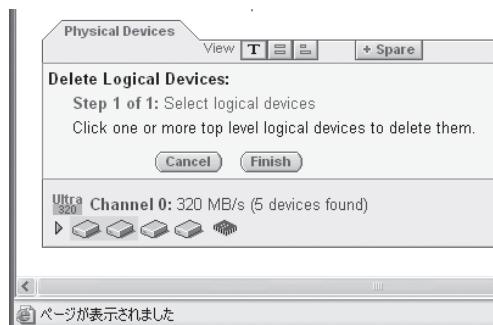 Physical Devices
View T + Spare
Delete Logical Devices:
Step 1 of 1: Select logical devices
Click one or more top level logical devices to delete them.
Cancel Finish
Ultra 320 Channel 0: 320 MB/s (5 devices found)
ページが表示されました